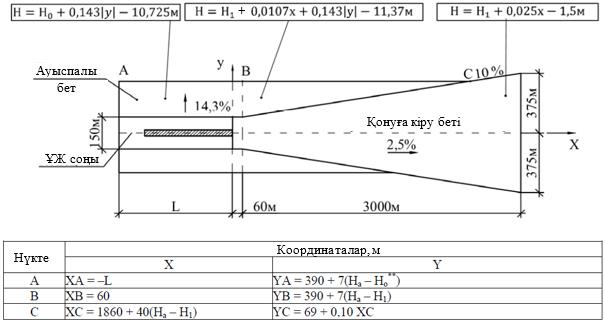 H = H₀ + 0,143|y| − 10,725м
H = H₁ + 0,0107x + 0,143|y| − 11,37м
H = H₁ + 0,025x − 1,5м
A
y
B
C 10%
Ауыспалы
бет
14,3%
375м
150м
Қонуға кіру беті
X
ҰЖ соңы
2,5%
375м
L
60м
3000м
Нүкте
Координаталар, м
X
Y
A
XA = –L
YA = 390 + 7(Hₐ – Hₒ**)
B
XB = 60
YB = 390 + 7(Hₐ – H₁)
C
XC = 1860 + 40(Hₐ – H₁)
YC = 69 + 0,10 XC